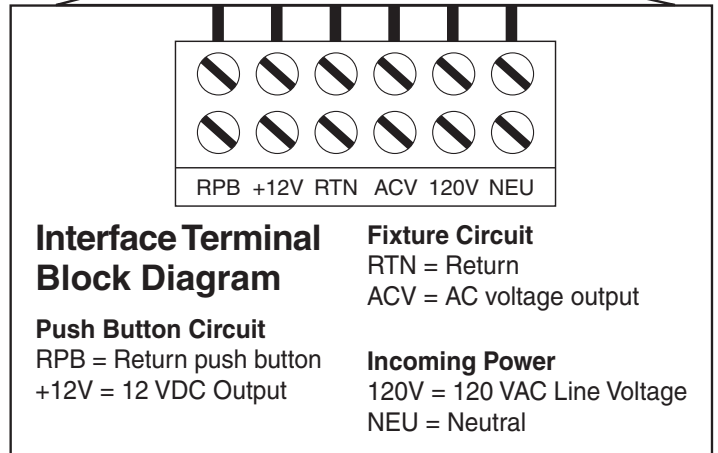 RPB +12V RTN ACV 120V NEU
Interface Terminal
Block Diagram
Push Button Circuit
RPB = Return push button
+12V = 12 VDC Output
Fixture Circuit
RTN = Return
ACV = AC voltage output
Incoming Power
120V = 120 VAC Line Voltage
NEU = Neutral